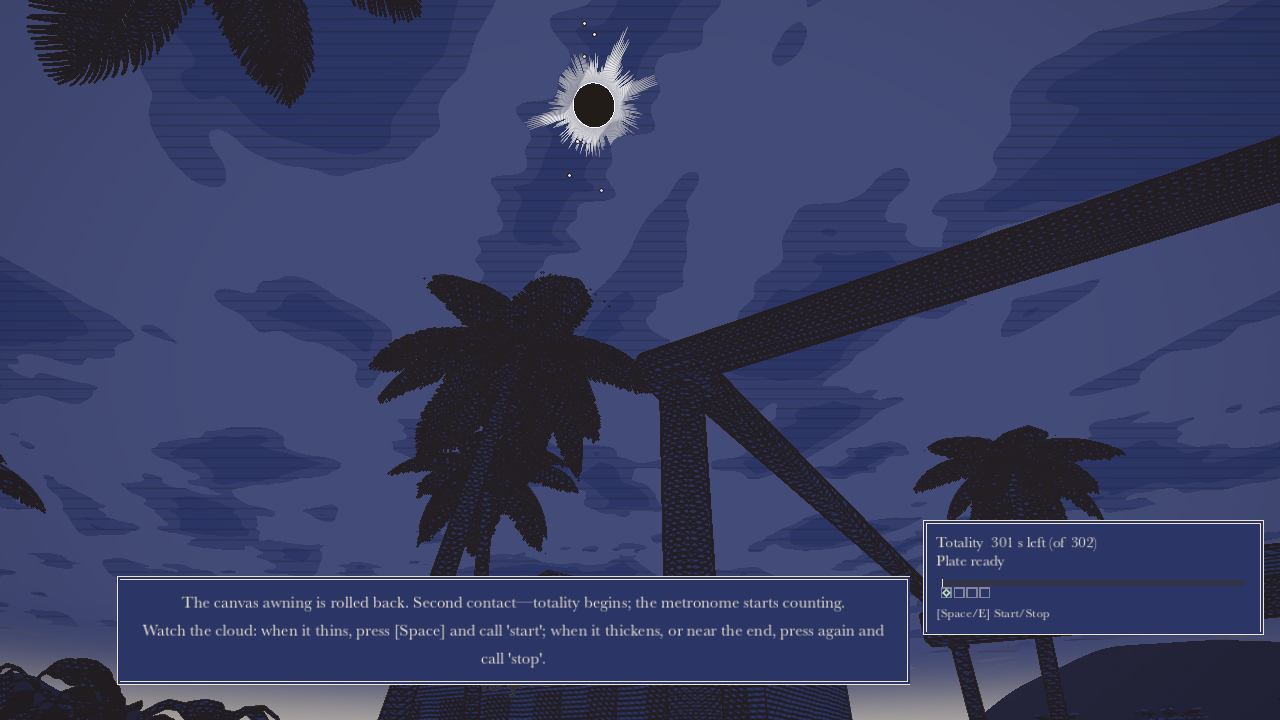 The canvas awning is rolled back. Second contact—totality begins; the metronome starts counting.
Watch the cloud: when it thins, press [Space] and call 'start'; when it thickens, or near the end, press again and
call 'stop'.
Totality 301 s left (of 302)
Plate ready
[Space/E] Start/Stop